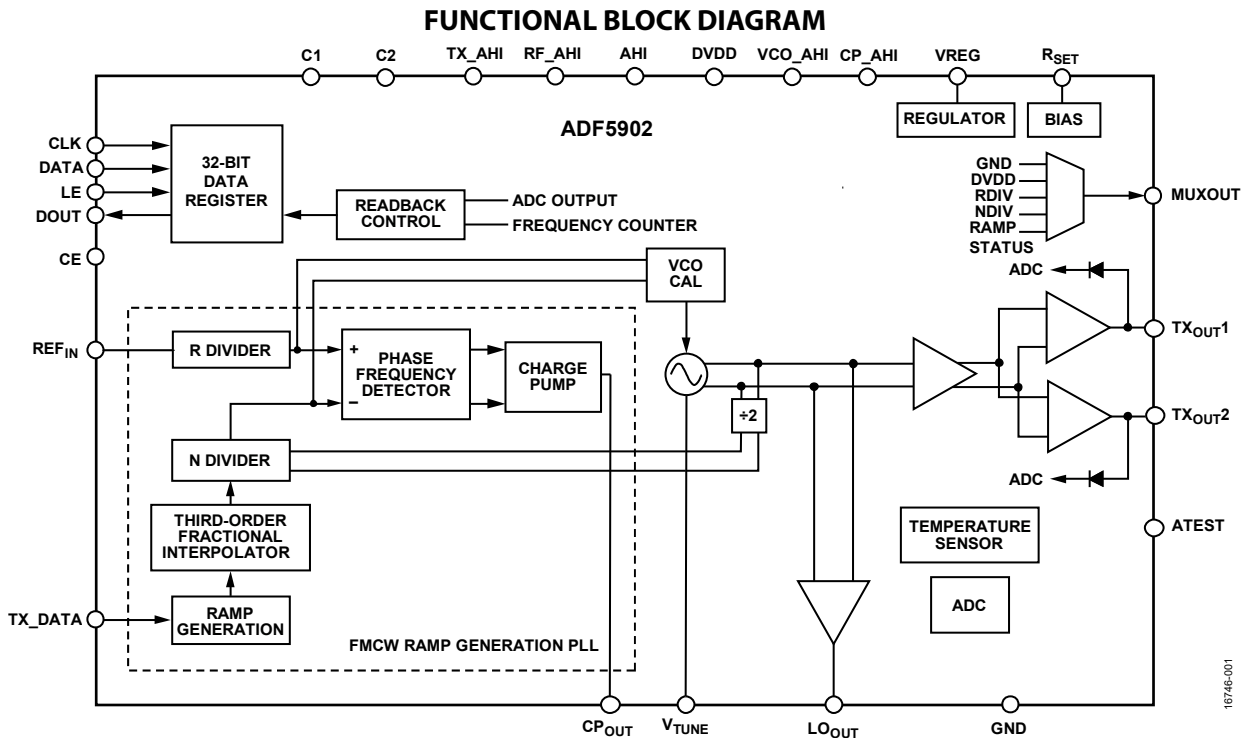 FUNCTIONAL BLOCK DIAGRAM
C1
C2
TX_AHI
RF_AHI
AHI
DVDD
VCO_AHI
CP_AHI
VREG
RSET
ADF5902
REGULATOR
BIAS
CLK
DATA
LE
DOUT
CE
32-BIT
DATA
REGISTER
READBACK
CONTROL
ADC OUTPUT
FREQUENCY COUNTER
GND
DVDD
RDIV
NDIV
RAMP
STATUS
MUXOUT
VCO
CAL
ADC
REFIN
R DIVIDER
+
−
PHASE
FREQUENCY
DETECTOR
CHARGE
PUMP
÷2
TXOUT1
TXOUT2
ADC
N DIVIDER
THIRD-ORDER
FRACTIONAL
INTERPOLATOR
TEMPERATURE
SENSOR
ATEST
TX_DATA
RAMP
GENERATION
ADC
FMCW RAMP GENERATION PLL
CPOUT
VTUNE
LOOUT
GND
16746-001